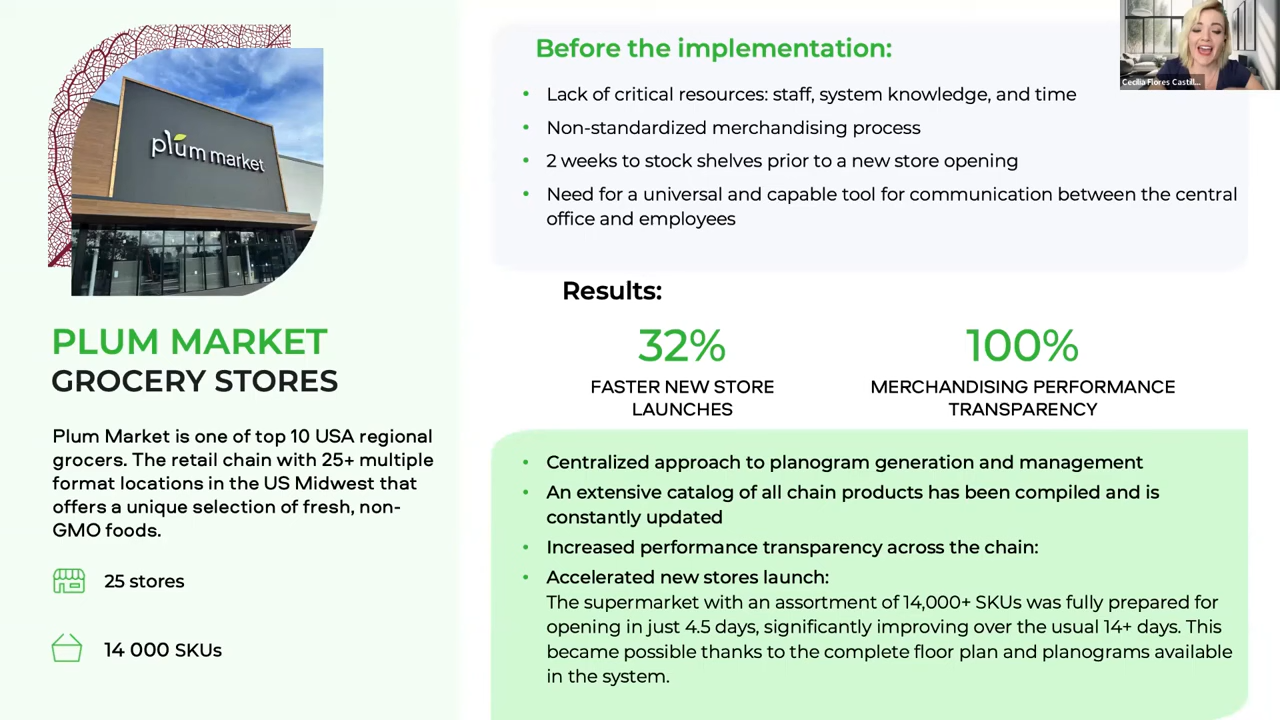 plum market
PLUM MARKET
GROCERY STORES
Plum Market is one of top 10 USA regional
grocers. The retail chain with 25+ multiple
format locations in the US Midwest that
offers a unique selection of fresh, non-
GMO foods.
25 stores
14 000 SKUs
Before the implementation:
• Lack of critical resources: staff, system knowledge, and time
• Non-standardized merchandising process
• 2 weeks to stock shelves prior to a new store opening
• Need for a universal and capable tool for communication between the central
office and employees
Results:
32%
FASTER NEW STORE
LAUNCHES
100%
MERCHANDISING PERFORMANCE
TRANSPARENCY
• Centralized approach to planogram generation and management
• An extensive catalog of all chain products has been compiled and is
constantly updated
• Increased performance transparency across the chain:
• Accelerated new stores launch:
The supermarket with an assortment of 14,000+ SKUs was fully prepared for
opening in just 4.5 days, significantly improving over the usual 14+ days. This
became possible thanks to the complete floor plan and planograms available
in the system.
Cecilia Flores Castill...